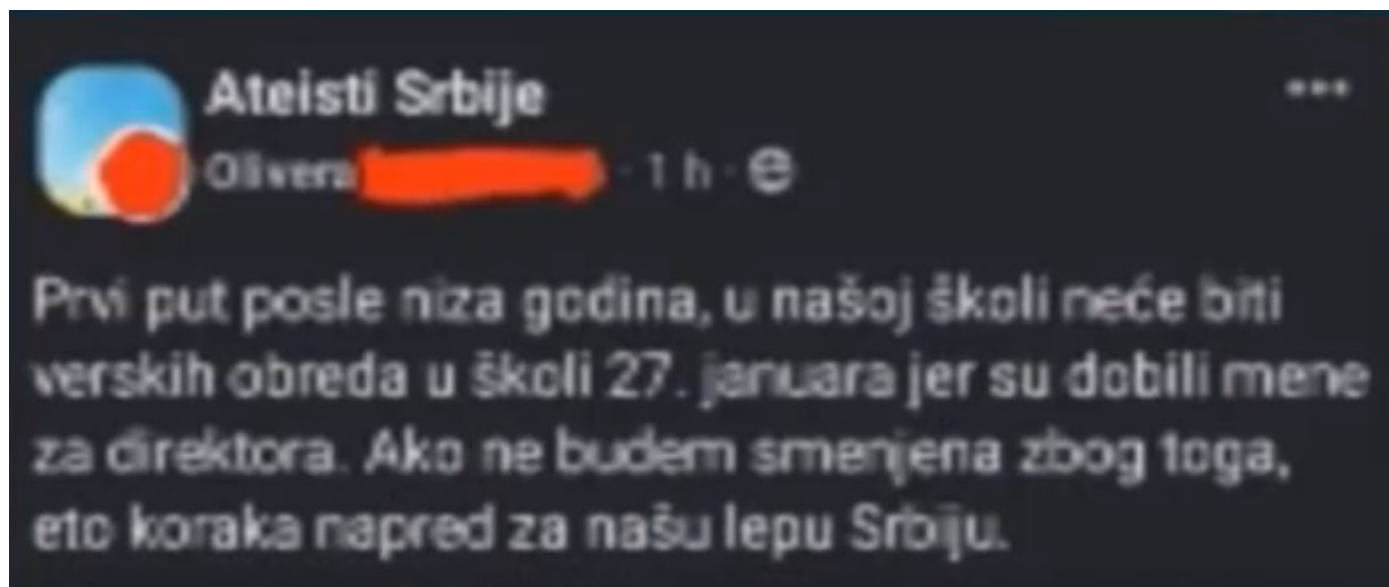 Ateisti Srbije
Olivera · 1 h ·
Prvi put posle niza godina, u našoj školi neće biti
verskih obreda u školi 27. januara jer su dobili mene
za direktora. Ako ne budem smenjena zbog toga,
eto koraka napred za našu lepu Srbiju.